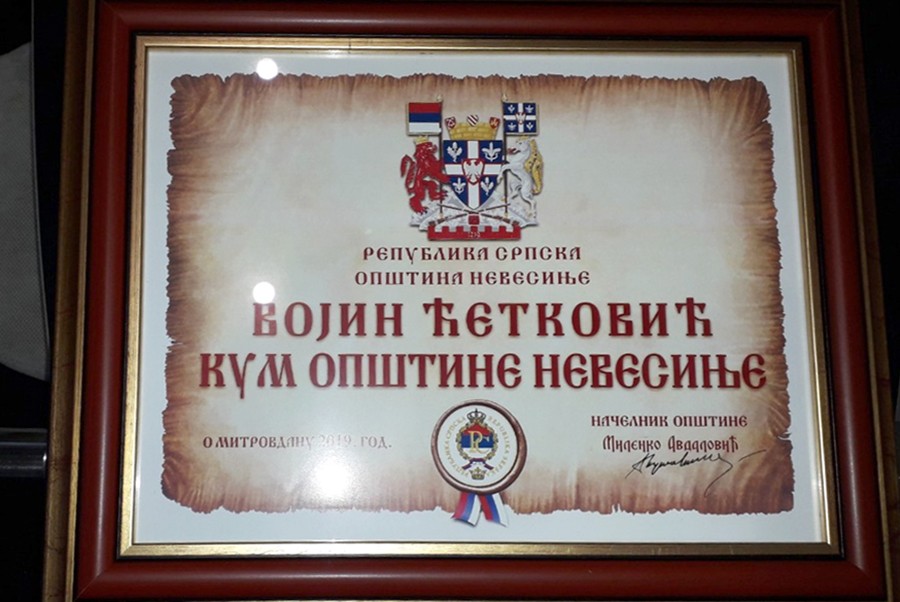 РЕПУБЛИКА СРПСКА
ОПШТИНА НЕВЕСИЊЕ
ВОЈИН ЋЕТКОВИЋ
КУМ ОПШТИНЕ НЕВЕСИЊЕ
О МИТРОВДАНУ 2019. ГОД.
НАЧЕЛНИК ОПШТИНЕ
Миленко Авдаловић